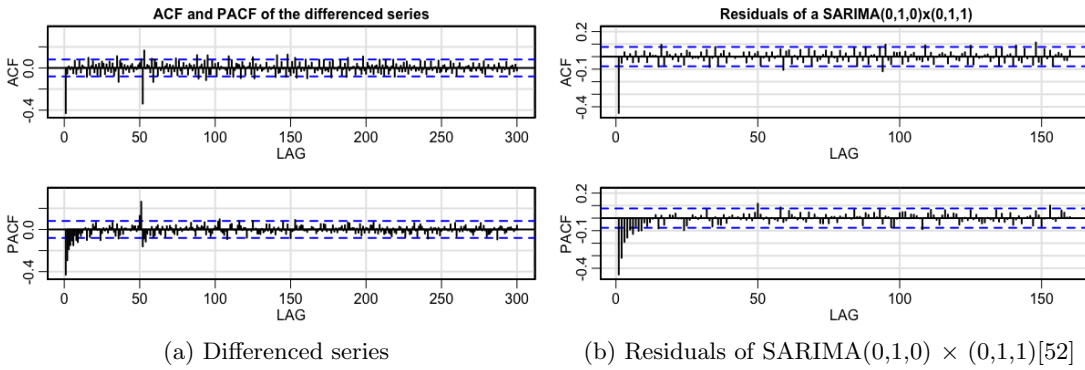 ACF and PACF of the differenced series
ACF
0.0
-0.4
0 50 100 150 200 250 300
LAG
PACF
0.0
-0.4
0 50 100 150 200 250 300
LAG
(a) Differenced series
Residuals of a SARIMA(0,1,0)x(0,1,1)
ACF
0.2
-0.1
-0.4
0 50 100 150
LAG
PACF
0.2
-0.1
-0.4
0 50 100 150
LAG
(b) Residuals of SARIMA(0,1,0) × (0,1,1)[52]